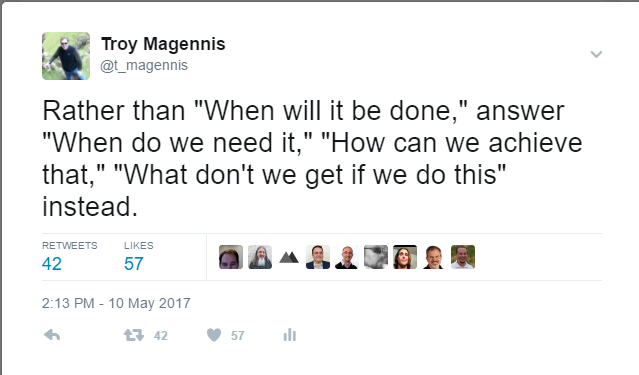 Troy Magennis
@t_magennis
Rather than "When will it be done," answer
"When do we need it," "How can we achieve
that," "What don't we get if we do this"
instead.
RETWEETS LIKES
42 57
2:13 PM - 10 May 2017
42 57